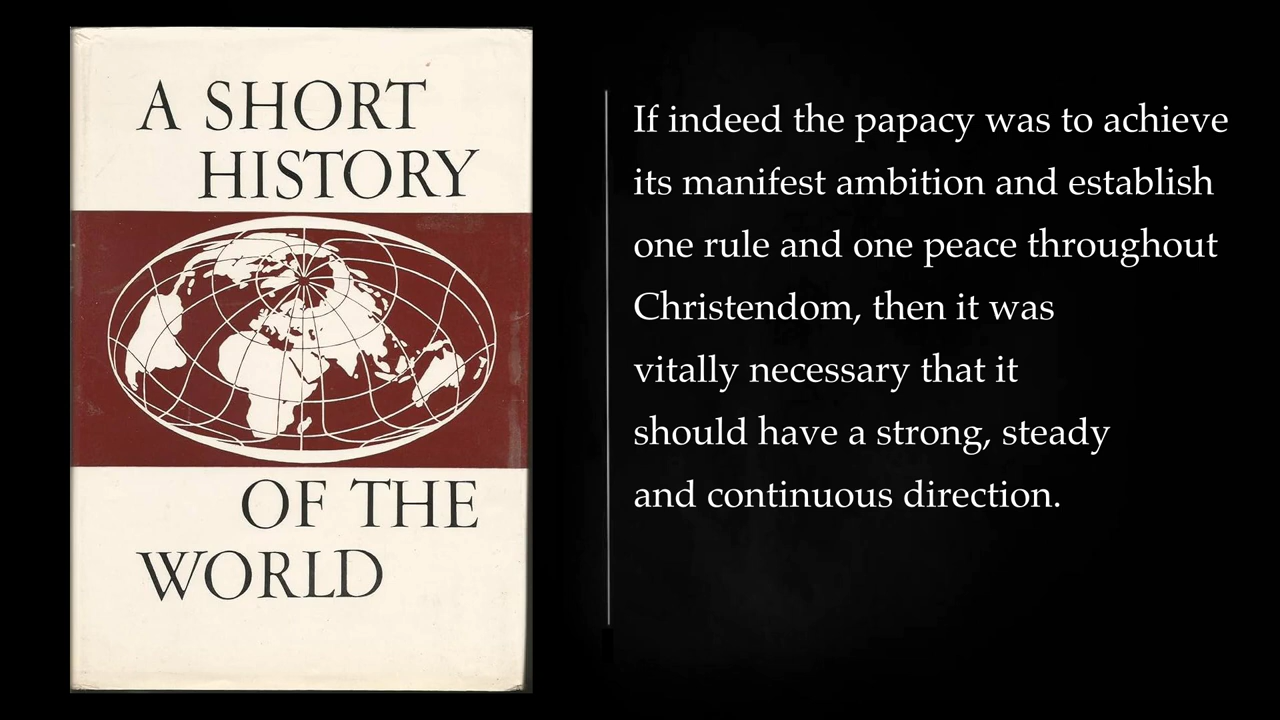 A SHORT
HISTORY
OF THE
WORLD
If indeed the papacy was to achieve
its manifest ambition and establish
one rule and one peace throughout
Christendom, then it was
vitally necessary that it
should have a strong, steady
and continuous direction.